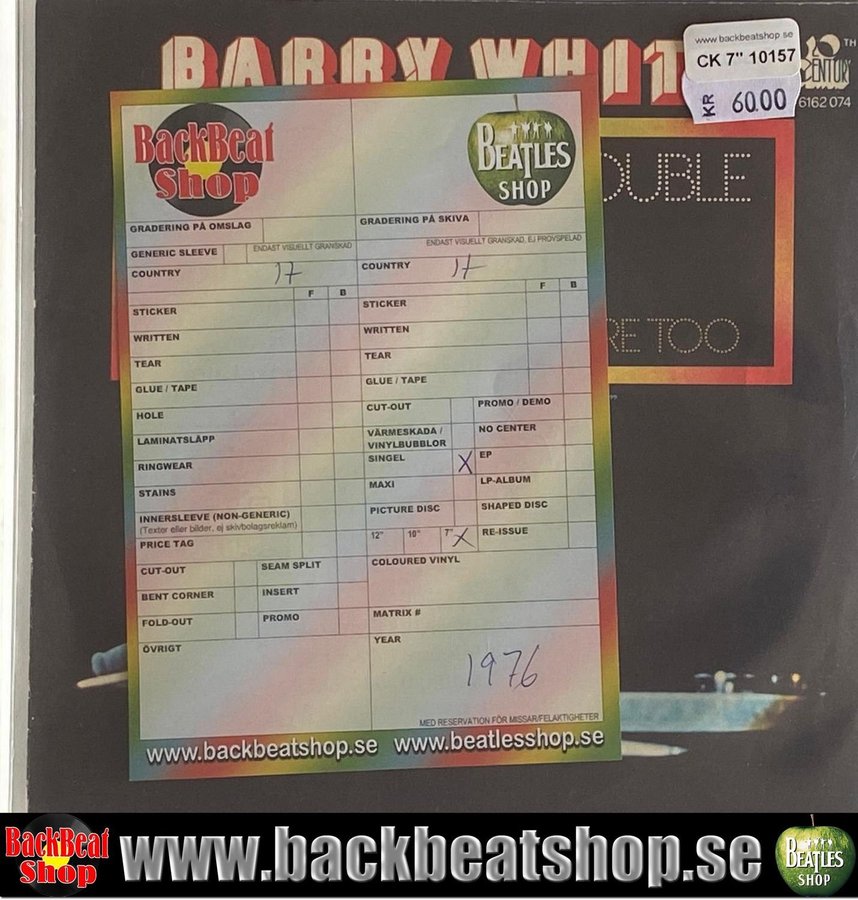 BARRY WHIT
www.backbeatshop.se
CK 7" 10157
KR 60.00
TH
CENTURY
6162 074
OUBLE
RE TOO
BackBeat
Shop
BEATLES
SHOP
GRADERING PÅ OMSLAG
GRADERING PÅ SKIVA
GENERIC SLEEVE
ENDAST VISUELLT GRANSKAD
ENDAST VISUELLT GRANSKAD, EJ PROVSPELAD
COUNTRY
COUNTRY
F B
F B
STICKER
STICKER
WRITTEN
WRITTEN
TEAR
TEAR
GLUE / TAPE
GLUE / TAPE
HOLE
CUT-OUT
PROMO / DEMO
LAMINATSLÄPP
VÄRMESKADA /
VINYLBUBBLOR
NO CENTER
RINGWEAR
SINGEL X
EP
STAINS
MAXI
LP-ALBUM
INNERSLEEVE (NON-GENERIC)
(Texter eller bilder, ej skivbolagsreklam)
PICTURE DISC
SHAPED DISC
PRICE TAG
12" 10" 7" X
RE-ISSUE
CUT-OUT
SEAM SPLIT
COLOURED VINYL
BENT CORNER
INSERT
FOLD-OUT
PROMO
MATRIX #
ÖVRIGT
YEAR
1976
MED RESERVATION FÖR MISSAR/FELAKTIGHETER
www.backbeatshop.se www.beatlesshop.se
BackBeat
Shop
www.backbeatshop.se
BEATLES
SHOP